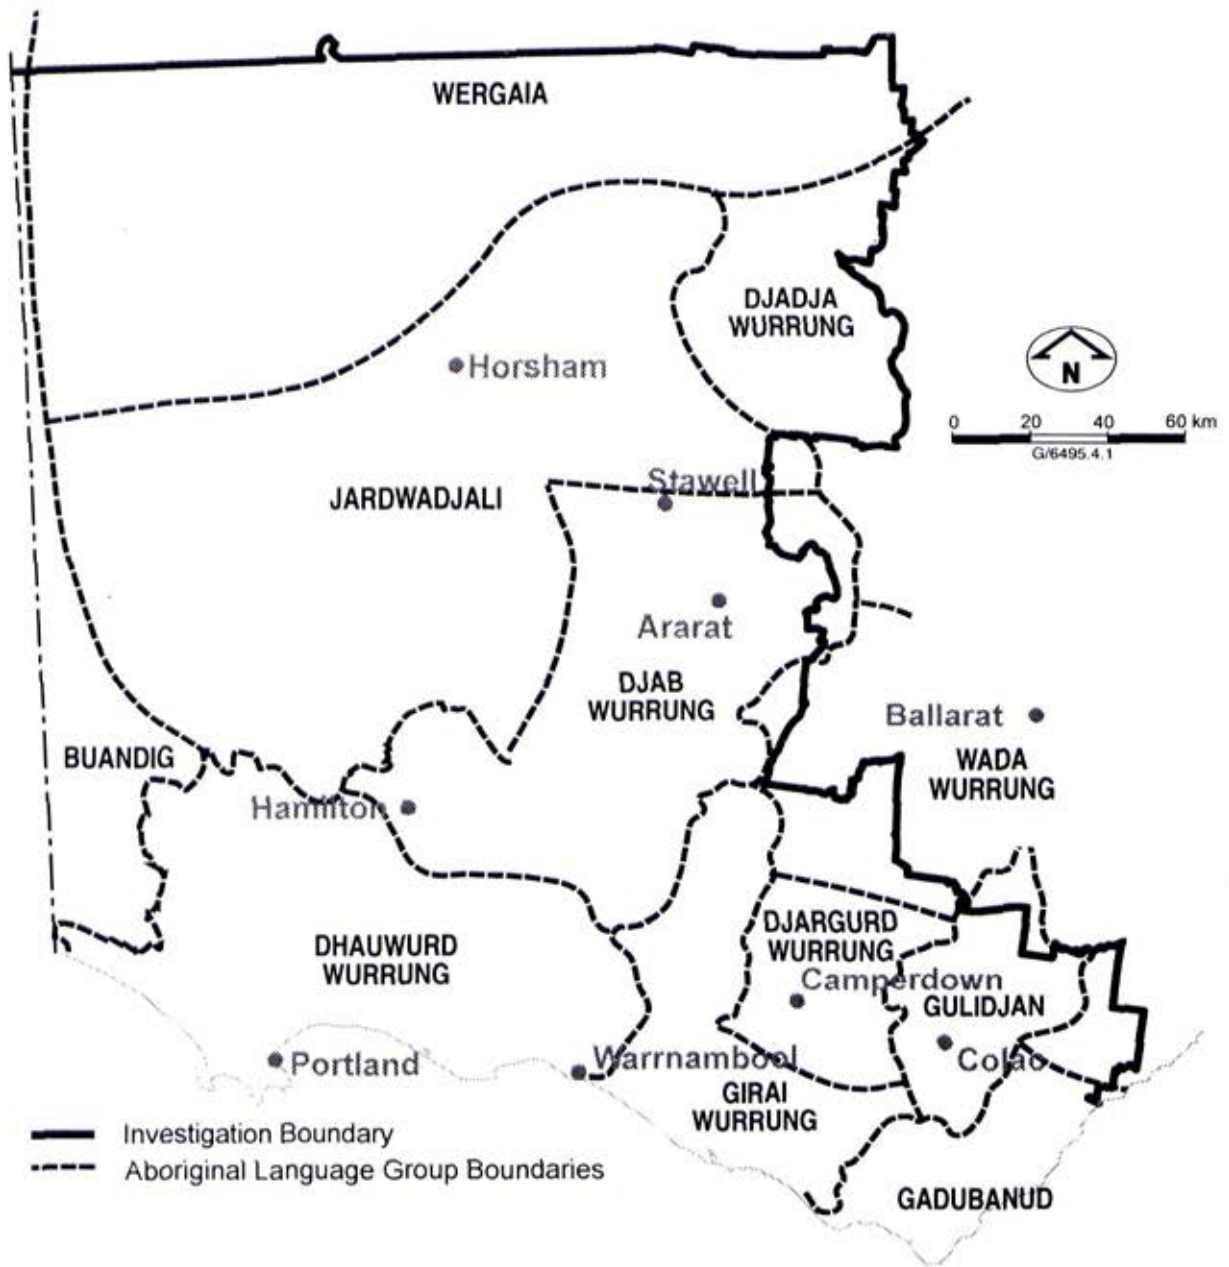 WERGAIA
DJADJA
WURRUNG
Horsham
N
0 20 40 60 km
G/6495.4.1
Stawell
JARDWADJALI
Ararat
DJAB
WURRUNG
Ballarat
WADA
WURRUNG
BUANDIG
Hamilton
DHAUWURD
WURRUNG
DJARGURD
WURRUNG
Camperdown
GULIDJAN
Colac
Portland
Warrnambool
GIRAI
WURRUNG
GADUBANUD
Investigation Boundary
Aboriginal Language Group Boundaries